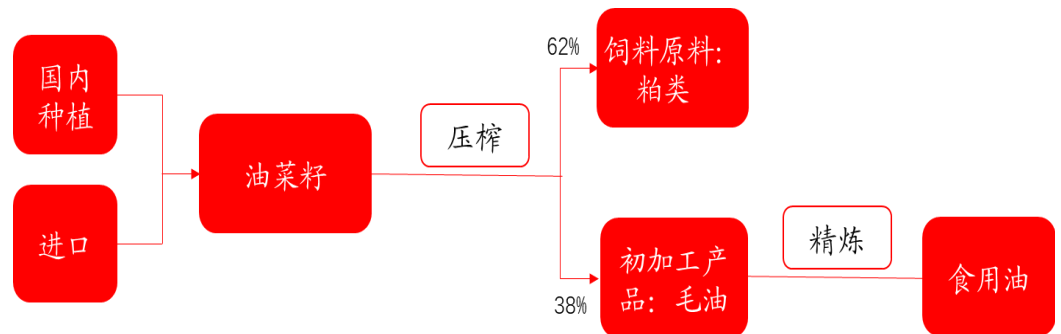 国内
种植
进口
油菜籽
压榨
62%
饲料原料：
粕类
38%
初加工产
品：毛油
精炼
食用油